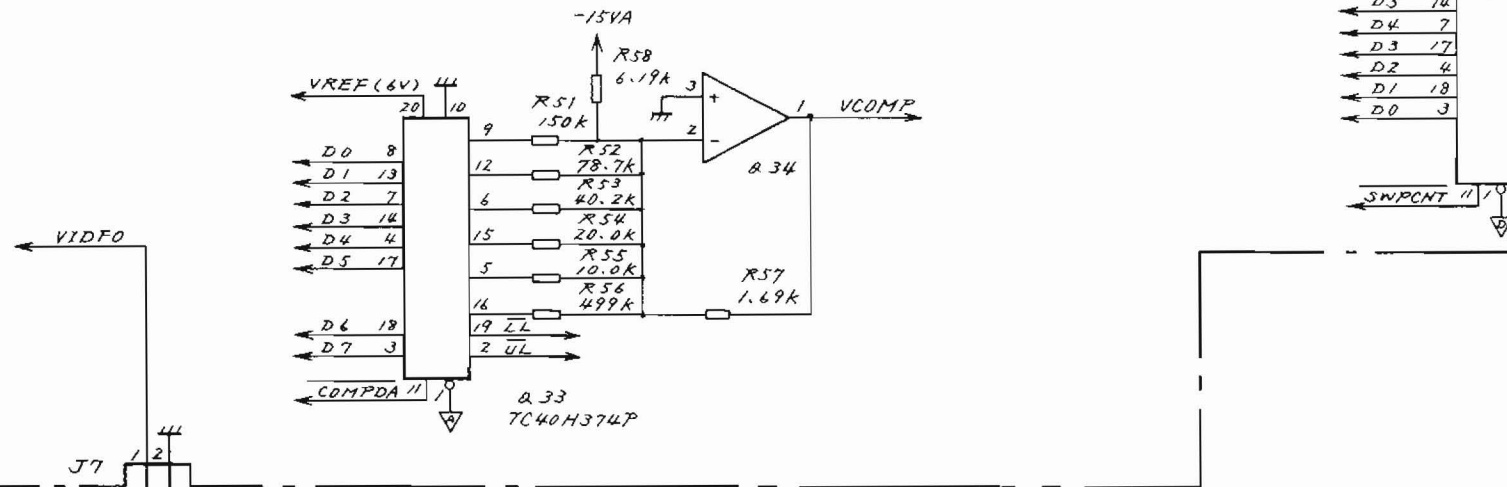 -15VA
R58
6.19k
VREF(6V)
20 10
R51
150k
3
+
2
-
1 VCOMP
Q34
9
D0 8
D1 13
D2 7
D3 14
D4 4
D5 17
D6 18
D7 3
12
R52
78.7k
6
R53
40.2k
15
R54
20.0k
5
R55
10.0k
16
R56
499k
R57
1.69k
19 LL
2 UL
COMPDA 11
1
A
Q33
TC40H374P
VIDFO
J7
1 2
14
D4 7
D3 17
D2 4
D1 18
D0 3
SWPCNT 11
1
D